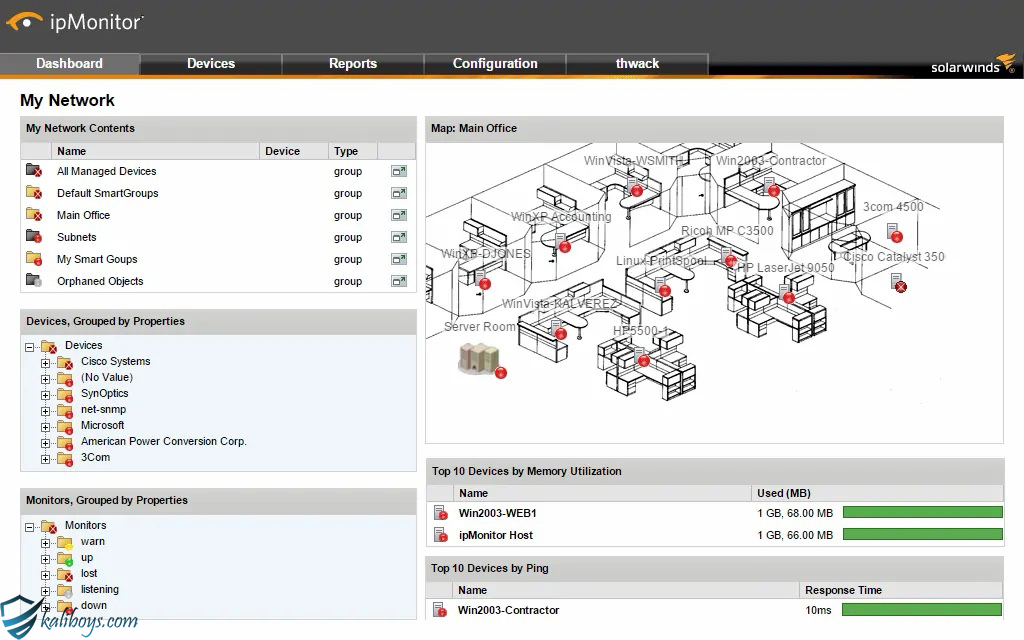 ipMonitor
Dashboard Devices Reports Configuration thwack
solarwinds
My Network
My Network Contents
Name Device Type
All Managed Devices group
Default SmartGroups group
Main Office group
Subnets group
My Smart Goups group
Orphaned Objects group
Devices, Grouped by Properties
Devices
Cisco Systems
(No Value)
SynOptics
net-snmp
Microsoft
American Power Conversion Corp.
3Com
Monitors, Grouped by Properties
Monitors
warn
up
lost
listening
down
kaliboys.com
Map: Main Office
WinVista-WSMITH
Win2003-Contractor
3com 4500
WinXP Accounting
Ricoh MP C3500
WinXP-DJONES
Linux-PrintSpool
HP LaserJet 9050
Cisco Catalyst 350
WinVista-KALVEREZ
Server Room
HP5500-1
Top 10 Devices by Memory Utilization
Name Used (MB)
Win2003-WEB1 1 GB, 68.00 MB
ipMonitor Host 1 GB, 66.00 MB
Top 10 Devices by Ping
Name Response Time
Win2003-Contractor 10ms